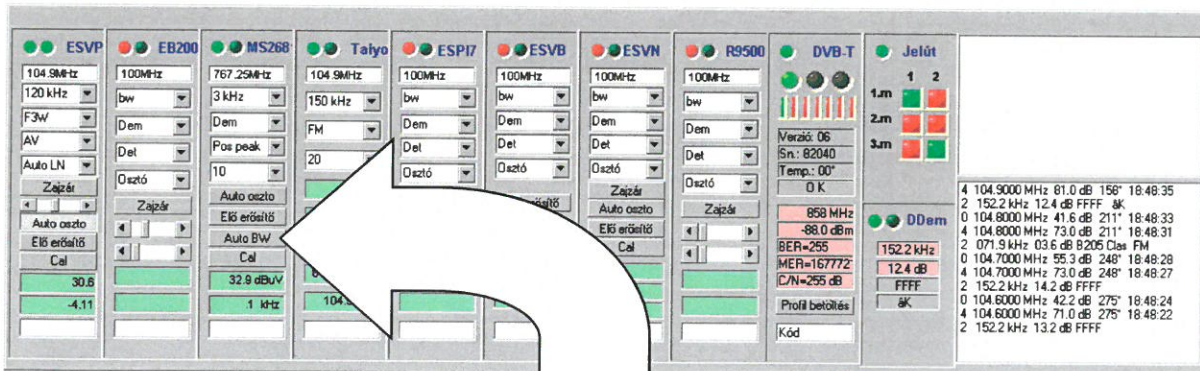 ESVP
104.9MHz
120 kHz
F3W
AV
Auto LN
Zajzár
Auto oszto
Elő erősítő
Cal
30.6
-4.11
EB200
100MHz
bw
Dem
Det
Osztó
Zajzár
MS268
767.25MHz
3 kHz
Dem
Pos peak
10
Auto oszto
Elő erősítő
Auto BW
Cal
32.9 dBuV
.1 kHz
Talyo
104.9MHz
150 kHz
FM
20
ESPI7
100MHz
bw
Dem
Det
Osztó
ESVB
100MHz
bw
Dem
Det
Osztó
ESVN
100MHz
bw
Dem
Det
Osztó
Zajzár
Auto oszto
Elő erősítő
Cal
R9500
100MHz
bw
Dem
Det
Osztó
Zajzár
DVB-T
Verzió: 06
Sn.: 82040
Temp.: 00°
0 K
858 MHz
-88.0 dBm
BER=255
MER=167772
C/N=255 dB
Profil betöltés
Kód
Jelút
1 2
1.m
2.m
3.m
DDem
152.2 kHz
12.4 dB
FFFF
äK
4 104.9000 MHz 81.0 dB 156° 18:48:35
2 152.2 kHz 12.4 dB FFFF äK
0 104.8000 MHz 41.6 dB 211° 18:48:33
4 104.8000 MHz 73.0 dB 211° 18:48:31
2 071.9 kHz 03.6 dB B205 Clas FM
0 104.7000 MHz 55.3 dB 248° 18:48:28
4 104.7000 MHz 73.0 dB 248° 18:48:27
2 152.2 kHz 14.2 dB FFFF
0 104.6000 MHz 42.2 dB 275° 18:48:24
4 104.6000 MHz 71.0 dB 275° 18:48:22
2 152.2 kHz 13.2 dB FFFF